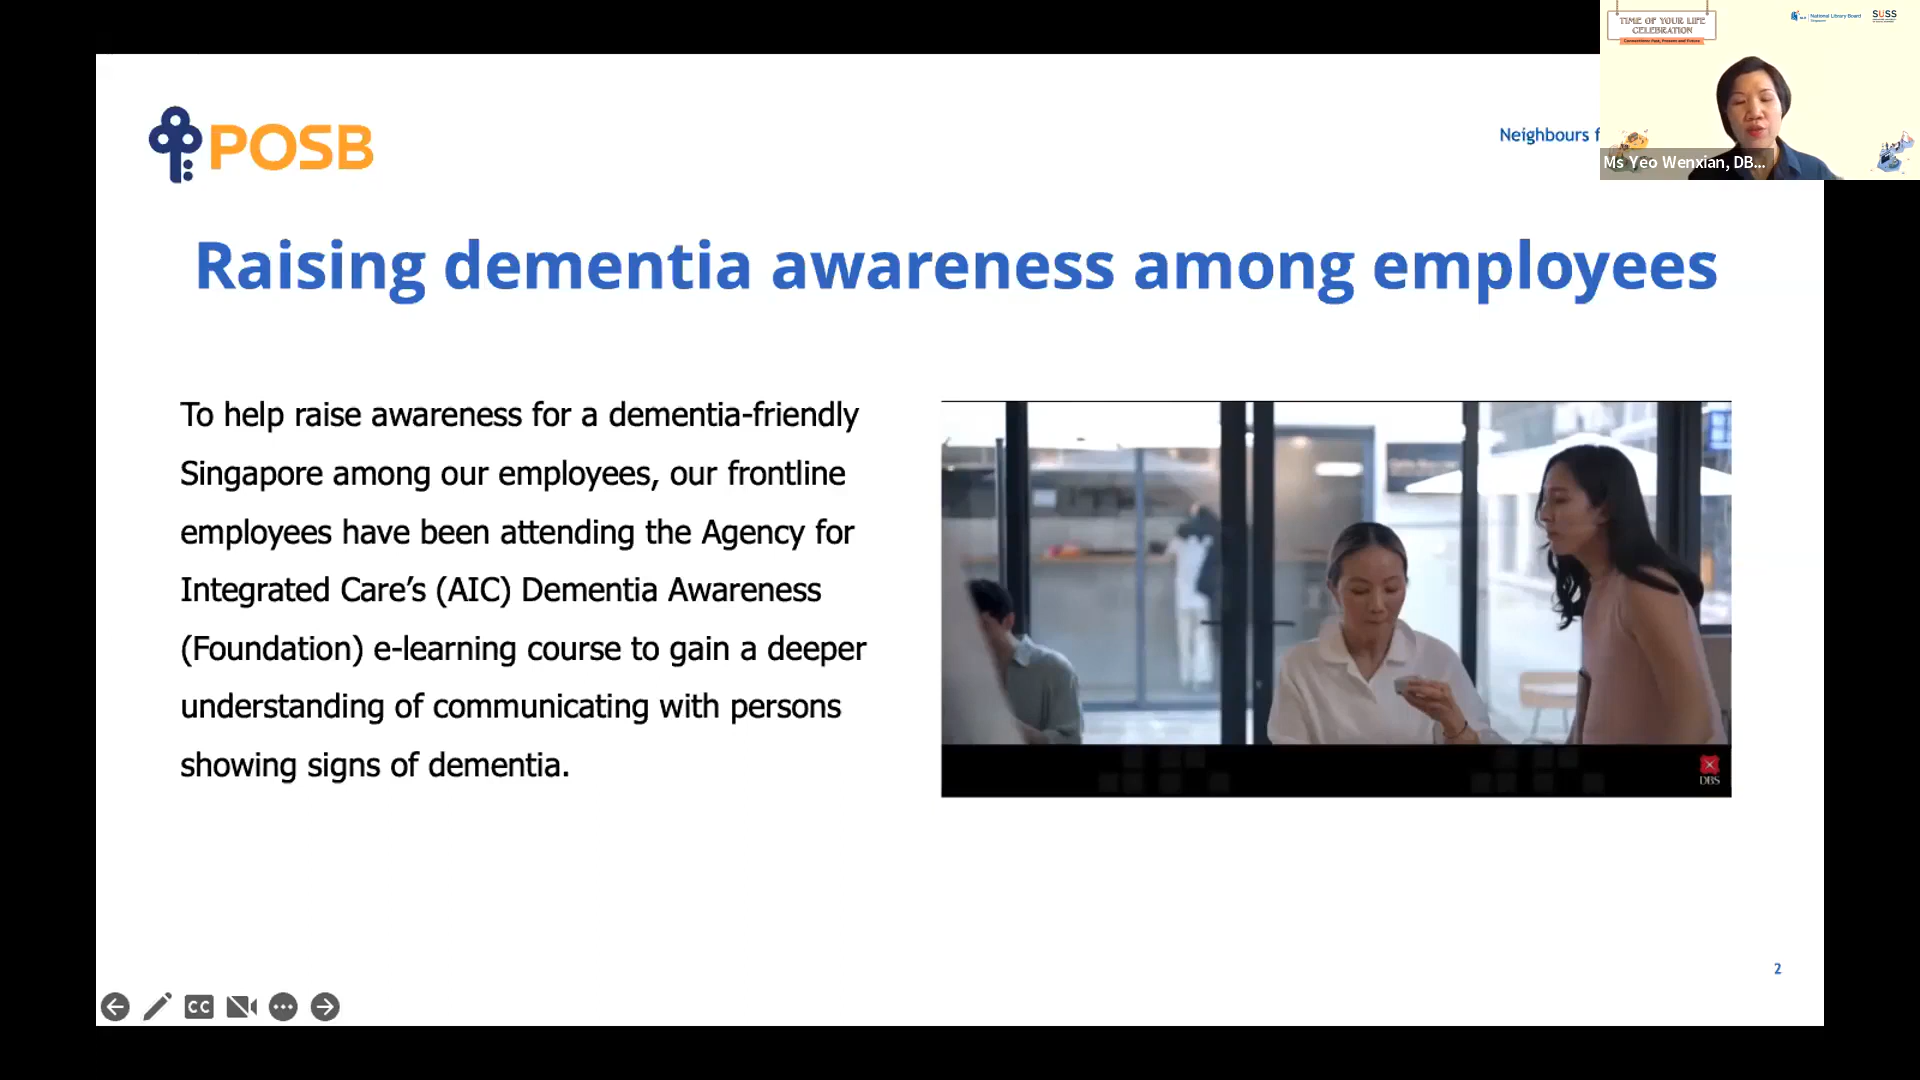 TIME OF YOUR LIFE
CELEBRATION
National Library Board
SUSS
POSB
Neighbours f
Ms Yeo Wenxian, DB...
Raising dementia awareness among employees
To help raise awareness for a dementia-friendly
Singapore among our employees, our frontline
employees have been attending the Agency for
Integrated Care’s (AIC) Dementia Awareness
(Foundation) e-learning course to gain a deeper
understanding of communicating with persons
showing signs of dementia.
DBS
2
CC